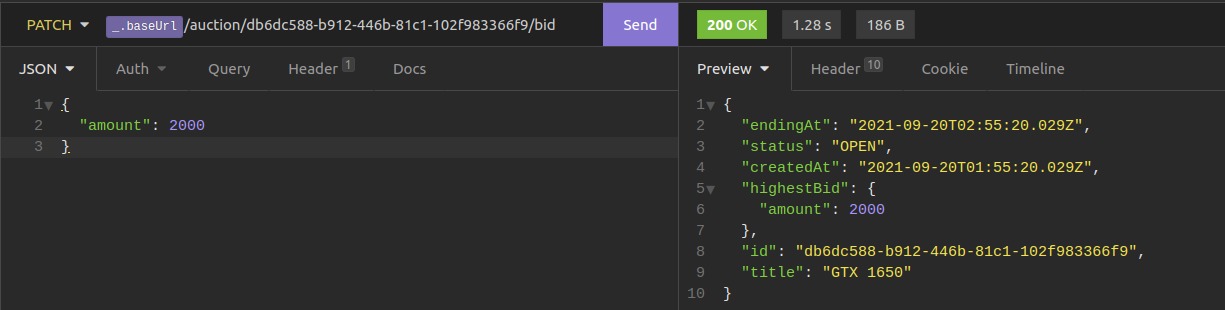 PATCH _.baseUrl /auction/db6dc588-b912-446b-81c1-102f983366f9/bid Send 200 OK 1.28 s 186 B
JSON Auth Query Header 1 Docs
1 {
2 "amount": 2000
3 }
Preview Header 10 Cookie Timeline
1 {
2 "endingAt": "2021-09-20T02:55:20.029Z",
3 "status": "OPEN",
4 "createdAt": "2021-09-20T01:55:20.029Z",
5 "highestBid": {
6 "amount": 2000
7 },
8 "id": "db6dc588-b912-446b-81c1-102f983366f9",
9 "title": "GTX 1650"
10 }